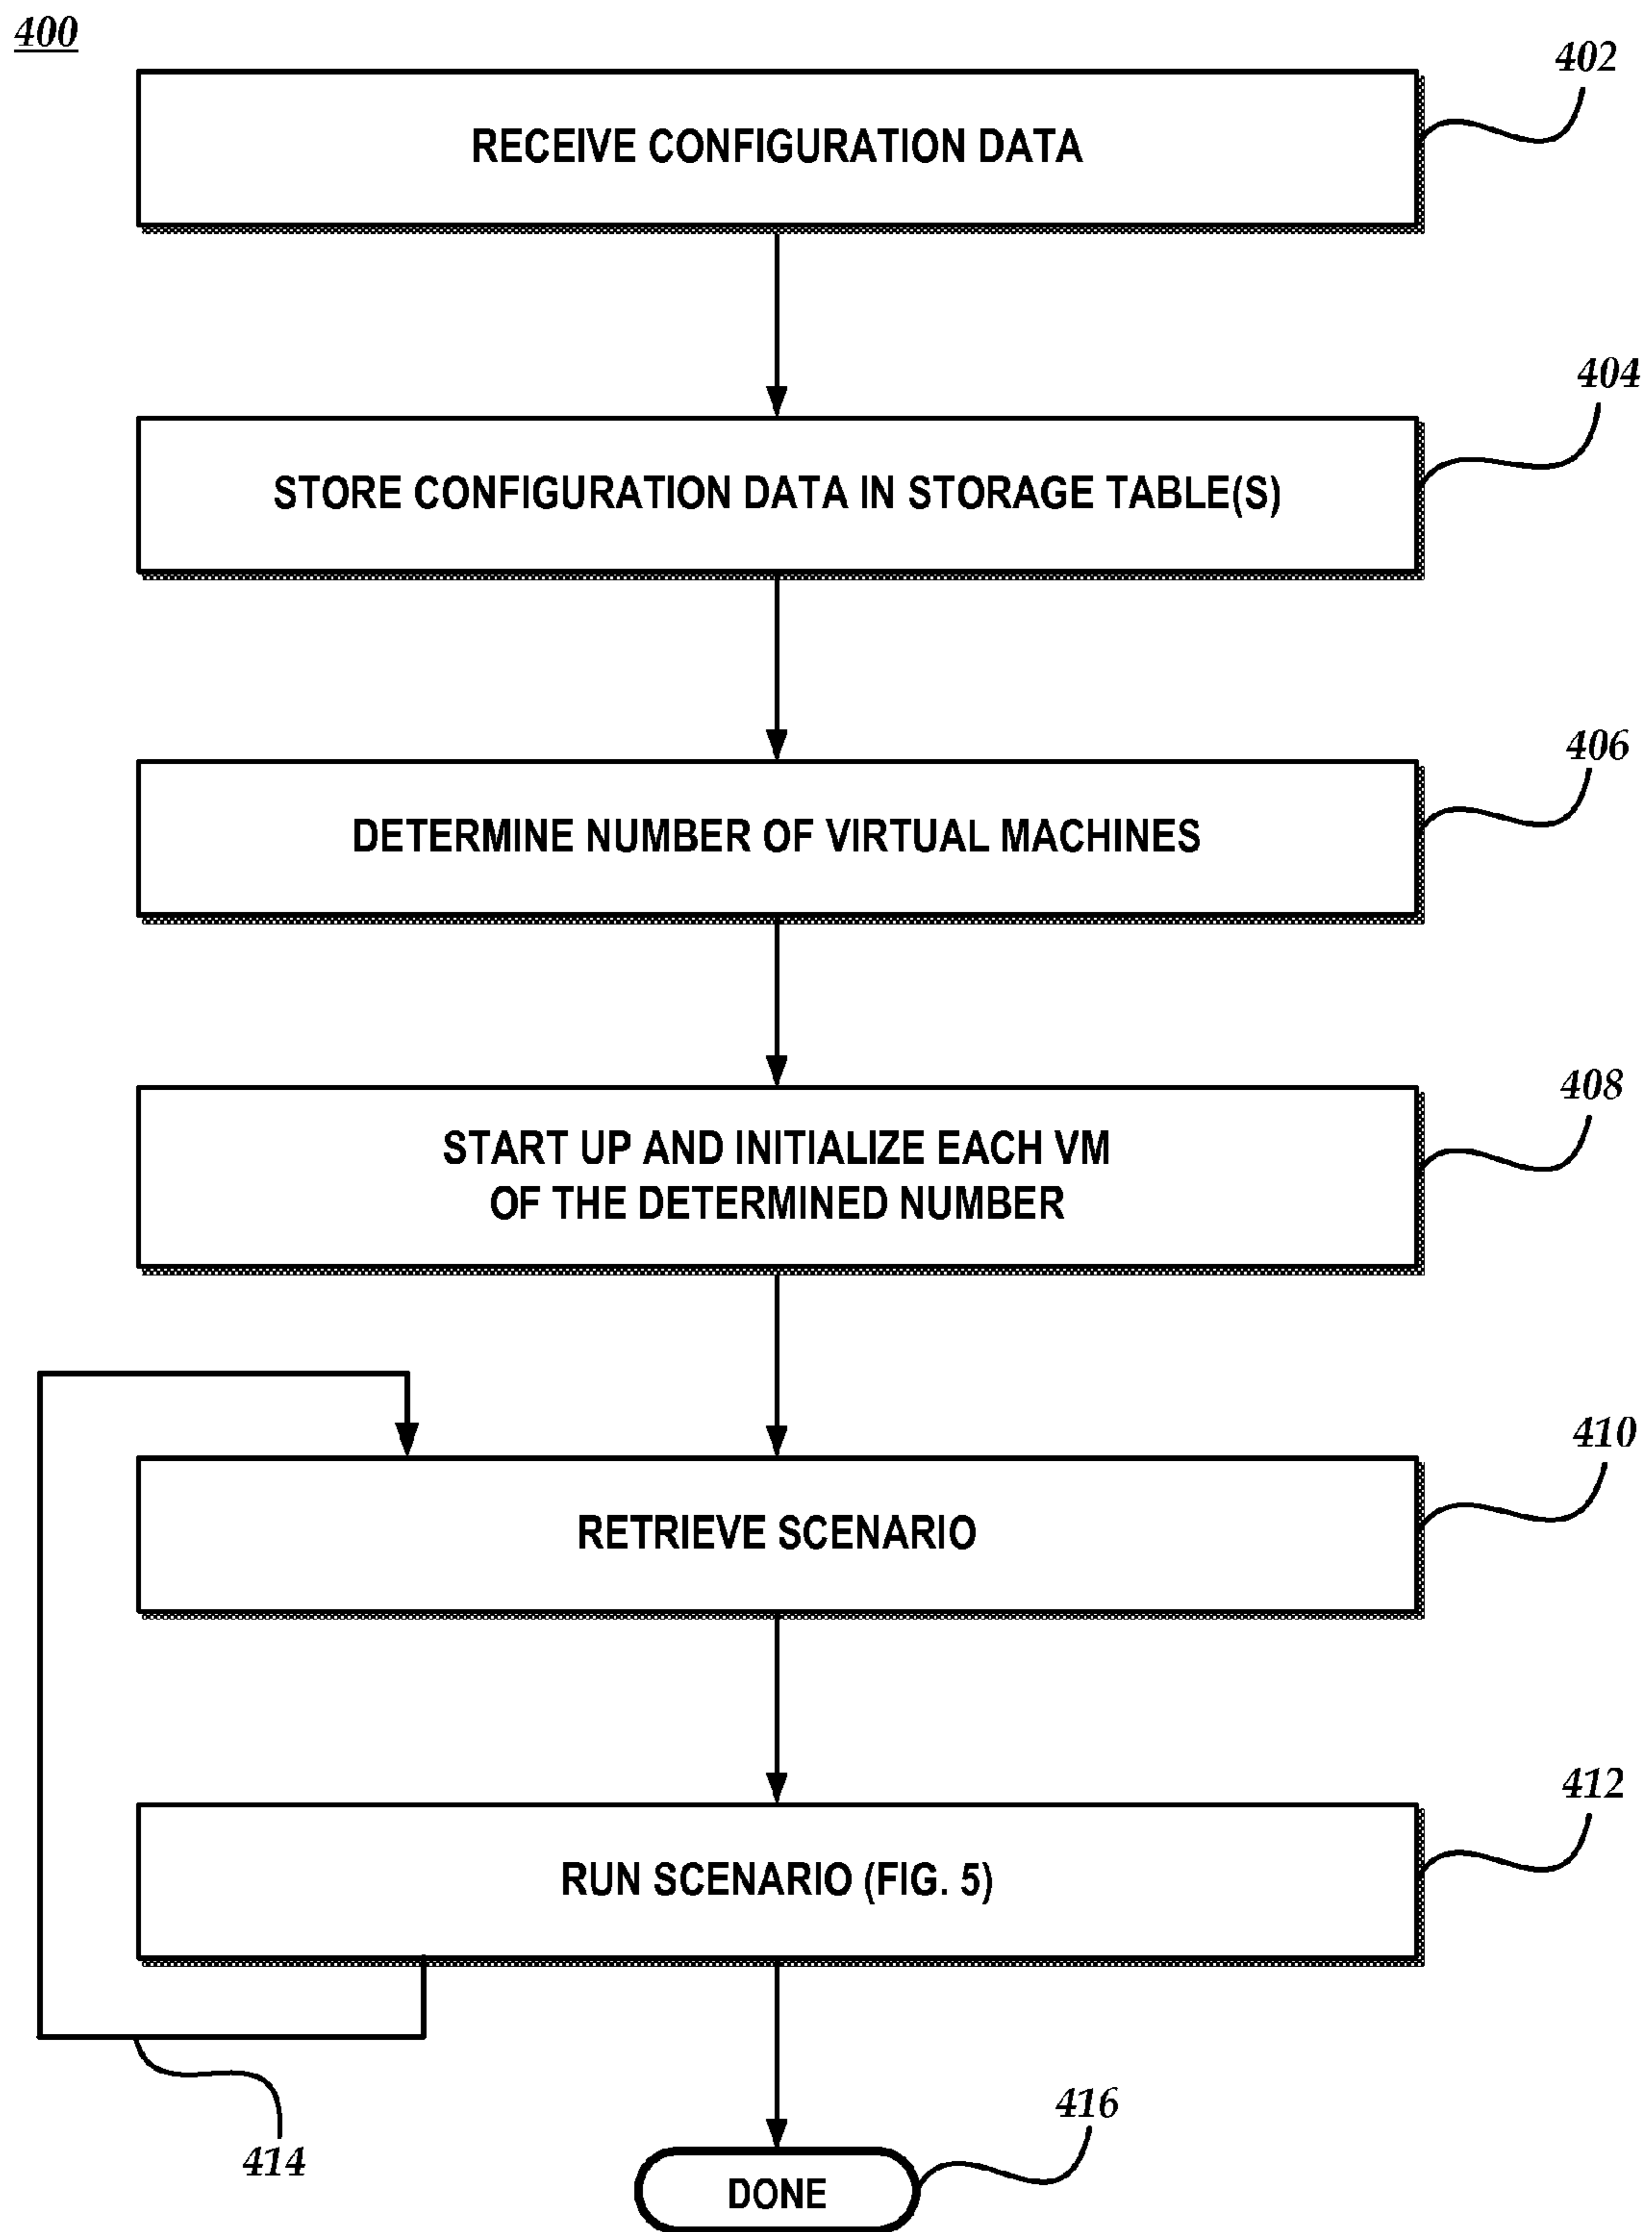 400
402
RECEIVE CONFIGURATION DATA
404
STORE CONFIGURATION DATA IN STORAGE TABLE(S)
406
DETERMINE NUMBER OF VIRTUAL MACHINES
408
START UP AND INITIALIZE EACH VM
OF THE DETERMINED NUMBER
410
RETRIEVE SCENARIO
412
RUN SCENARIO (FIG. 5)
414
416
DONE